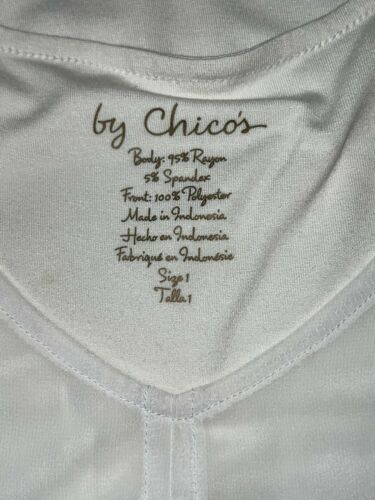 by Chico's
Body: 95% Rayon
5% Spandex
Front: 100% Polyester
Made in Indonesia
Hecho en Indonesia
Fabriqué en Indonésie
Size 1
Talla 1